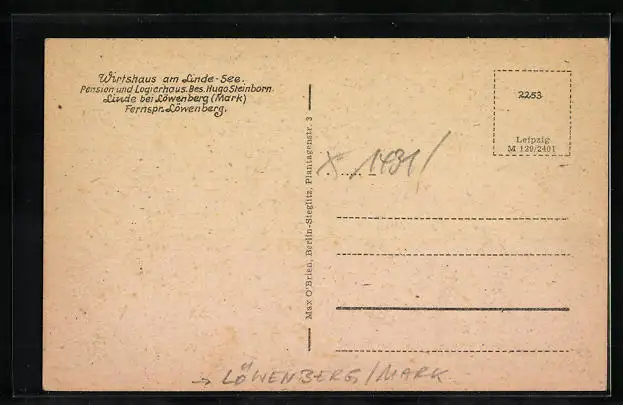 Wirtshaus am Linde-See.
Pension und Logierhaus. Bes. Hugo Steinborn
Linde bei Löwenberg (Mark)
Fernspr. Löwenberg.
Max O'Brien, Berlin-Steglitz, Plantagenstr. 3
2253
Leipzig
M 129/2401
→ LÖWENBERG/MARK